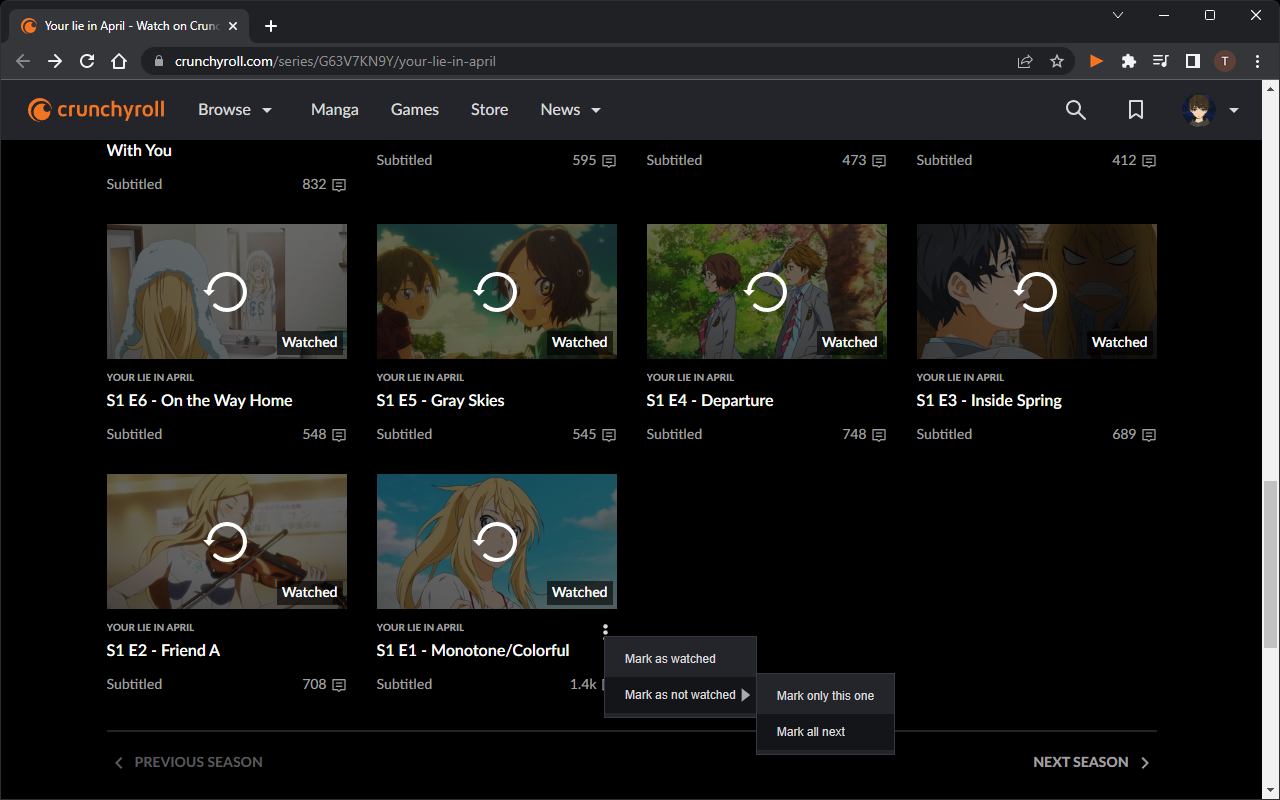 Your lie in April - Watch on Crunc
crunchyroll.com/series/G63V7KN9Y/your-lie-in-april
T
crunchyroll
Browse
Manga
Games
Store
News
With You
Subtitled
832
Subtitled
595
Subtitled
473
Subtitled
412
Watched
YOUR LIE IN APRIL
S1 E6 - On the Way Home
Subtitled
548
Watched
YOUR LIE IN APRIL
S1 E5 - Gray Skies
Subtitled
545
Watched
YOUR LIE IN APRIL
S1 E4 - Departure
Subtitled
748
Watched
YOUR LIE IN APRIL
S1 E3 - Inside Spring
Subtitled
689
Watched
YOUR LIE IN APRIL
S1 E2 - Friend A
Subtitled
708
Watched
YOUR LIE IN APRIL
S1 E1 - Monotone/Colorful
Subtitled
1.4k
Mark as watched
Mark as not watched
Mark only this one
Mark all next
PREVIOUS SEASON
NEXT SEASON